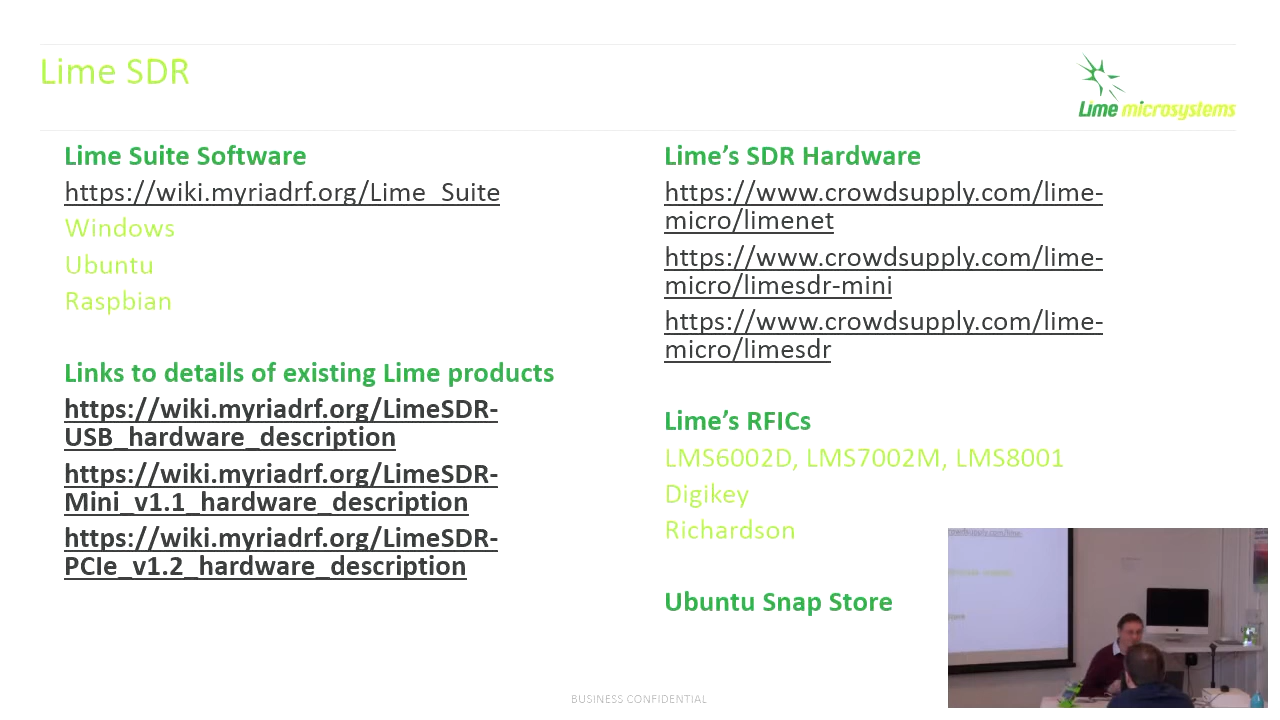 Lime SDR
Lime microsystems
Lime Suite Software
https://wiki.myriadrf.org/Lime_Suite
Windows
Ubuntu
Raspbian
Links to details of existing Lime products
https://wiki.myriadrf.org/LimeSDR-
USB_hardware_description
https://wiki.myriadrf.org/LimeSDR-
Mini_v1.1_hardware_description
https://wiki.myriadrf.org/LimeSDR-
PCIe_v1.2_hardware_description
Lime’s SDR Hardware
https://www.crowdsupply.com/lime-
micro/limenet
https://www.crowdsupply.com/lime-
micro/limesdr-mini
https://www.crowdsupply.com/lime-
micro/limesdr
Lime’s RFICs
LMS6002D, LMS7002M, LMS8001
Digikey
Richardson
Ubuntu Snap Store
BUSINESS CONFIDENTIAL